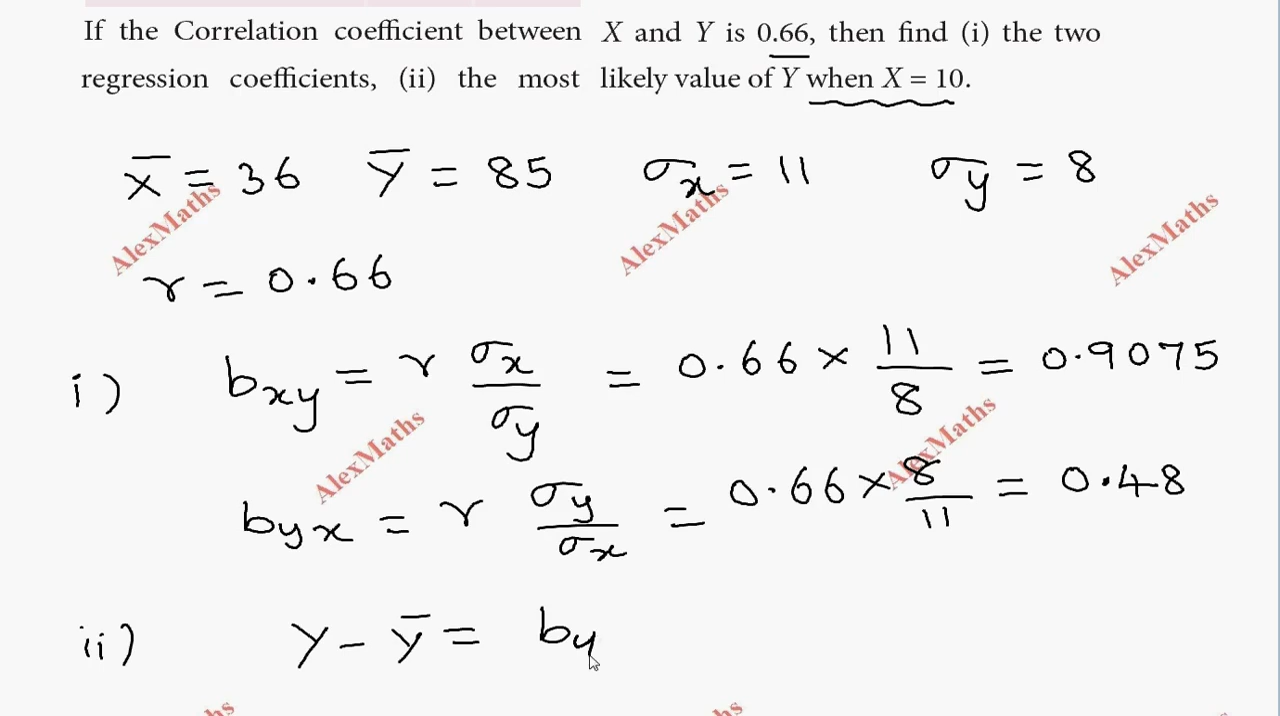 If the Correlation coefficient between X and Y is 0.66, then find (i) the two
regression coefficients, (ii) the most likely value of Y when X = 10.
x̅ = 36 y̅ = 85 σx = 11 σy = 8
AlexMaths AlexMaths AlexMaths
r = 0.66
i) bxy = r σx/σy = 0.66 × 11/8 = 0.9075
AlexMaths AlexMaths
byx = r σy/σx = 0.66 × 8/11 = 0.48
ii) y - y̅ = by